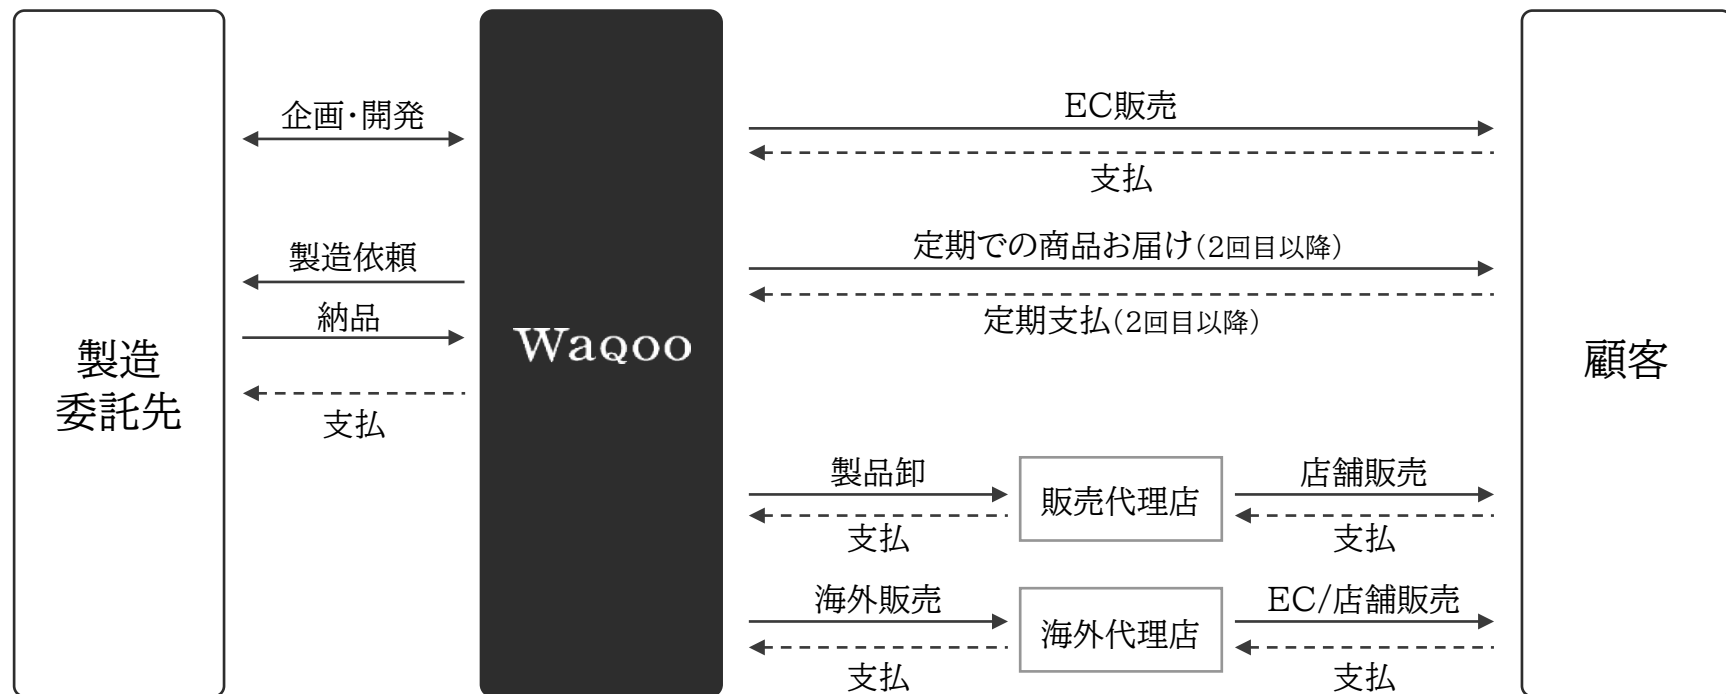 企画・開発
製造依頼
納品
支払
製造
委託先
Waqoo
EC販売
支払
定期での商品お届け(2回目以降)
定期支払(2回目以降)
製品卸
支払
販売代理店
店舗販売
支払
海外販売
支払
海外代理店
EC/店舗販売
支払
顧客